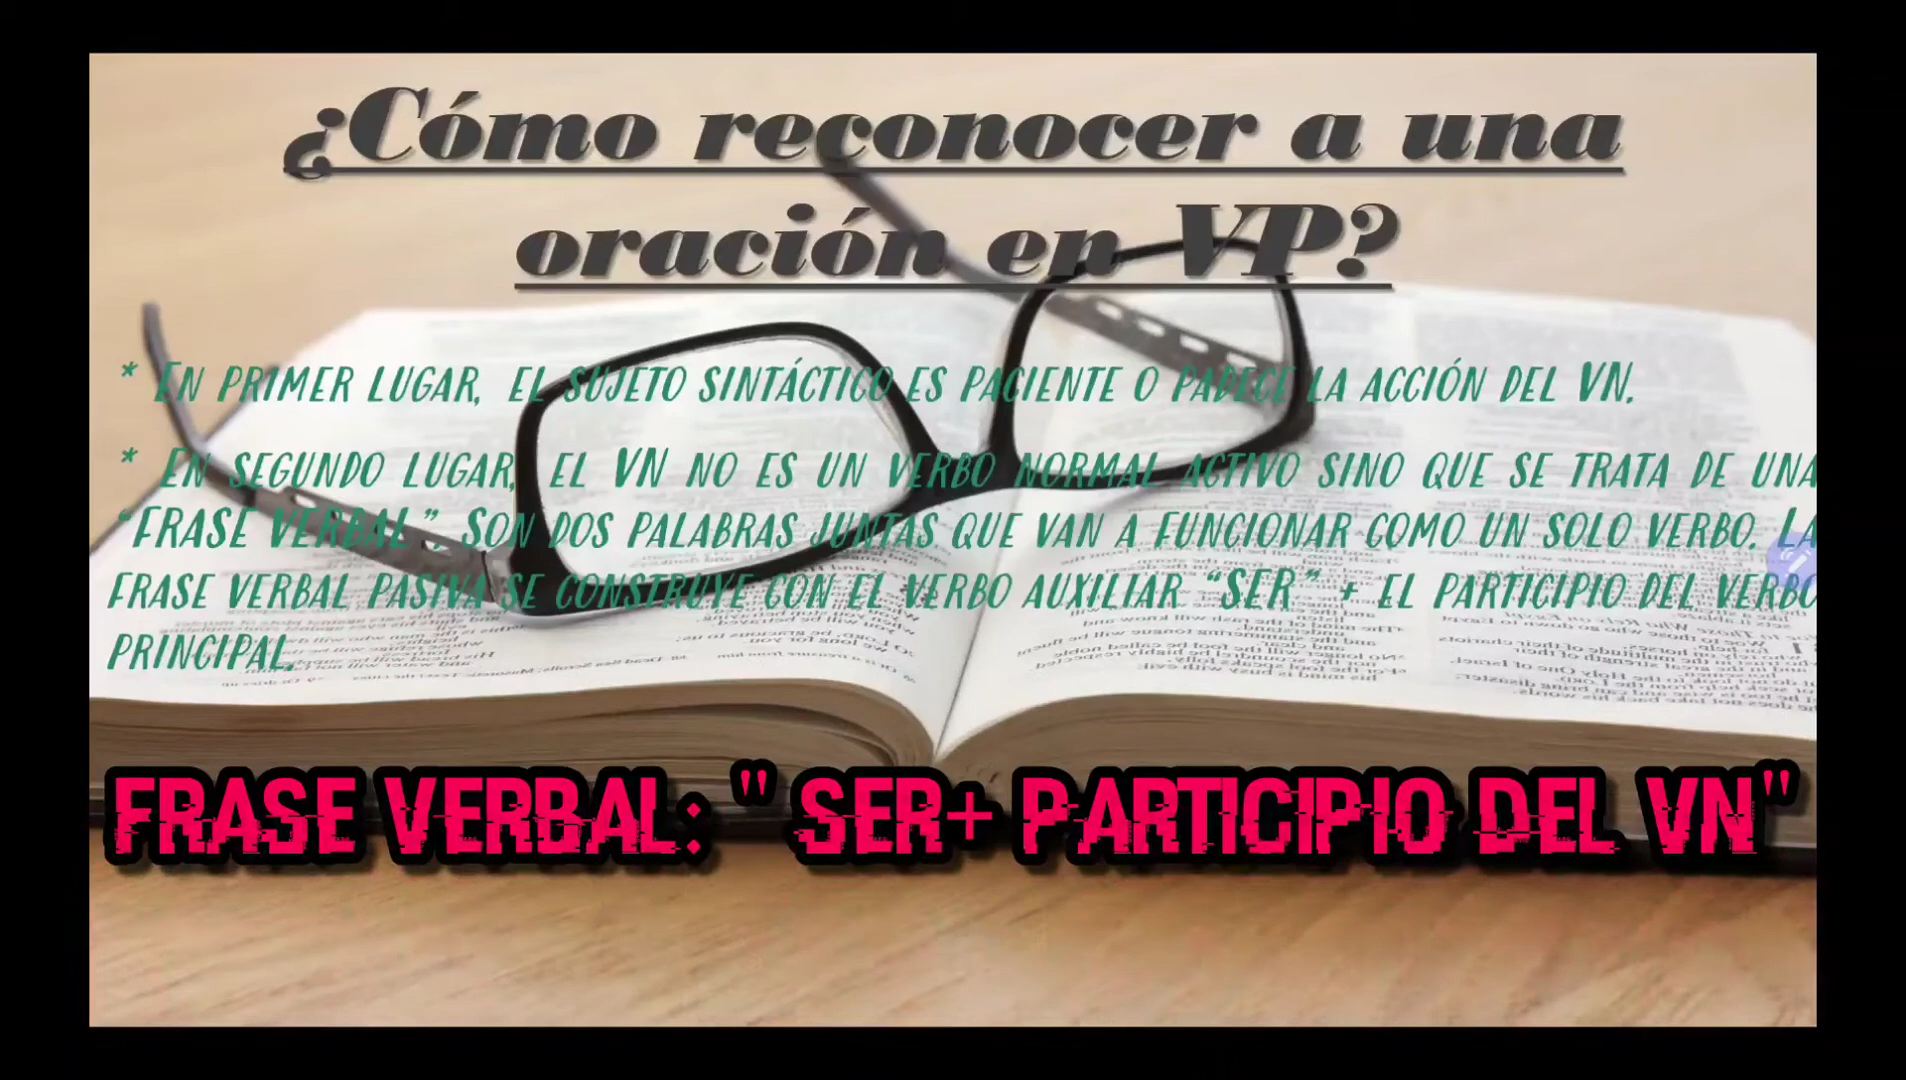 ¿Cómo reconocer a una
oración en VP?
* En primer lugar, el sujeto sintáctico es paciente o padece la acción del VN.
* En segundo lugar, el VN no es un verbo normal activo sino que se trata de una
"frase verbal". Son dos palabras juntas que van a funcionar como un solo verbo. La
frase verbal pasiva se construye con el verbo auxiliar "SER" + el participio del verbo
principal.
FRASE VERBAL: " SER+ PARTICIPIO DEL VN"